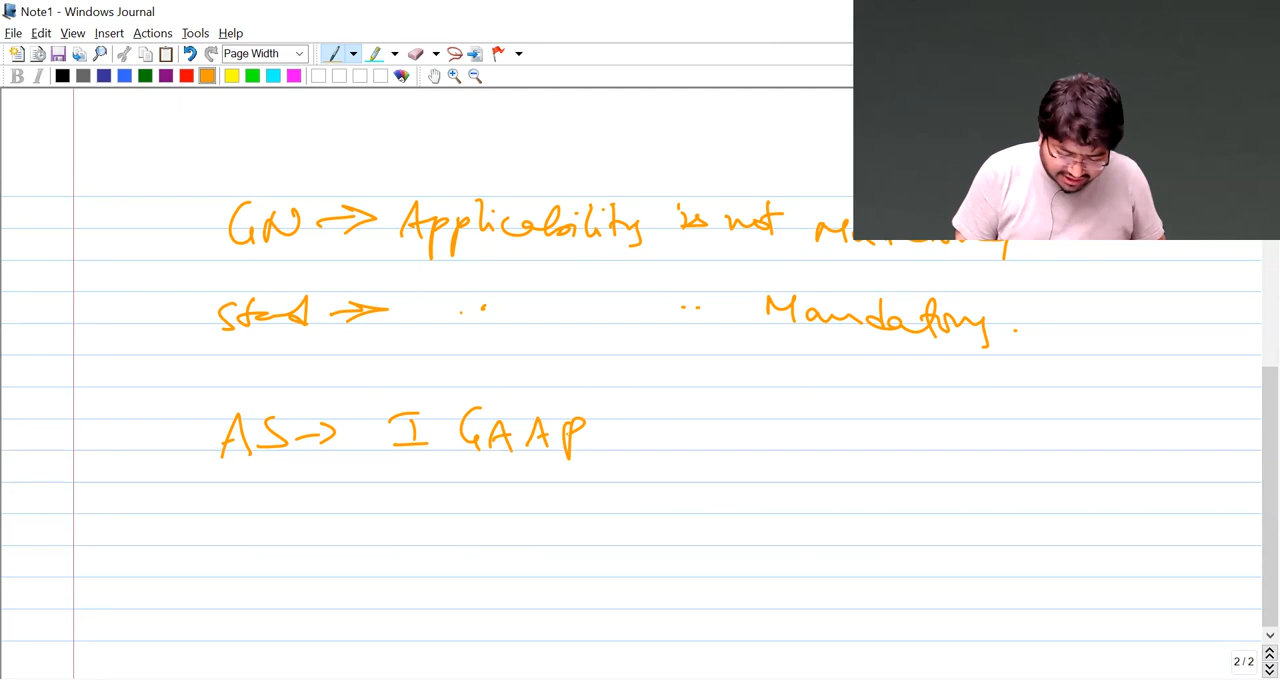 Note1 - Windows Journal
File Edit View Insert Actions Tools Help
Page Width
B I
GN → Applicability is not
Stand → " " Mandatory.
AS → I GAAP
2 / 2